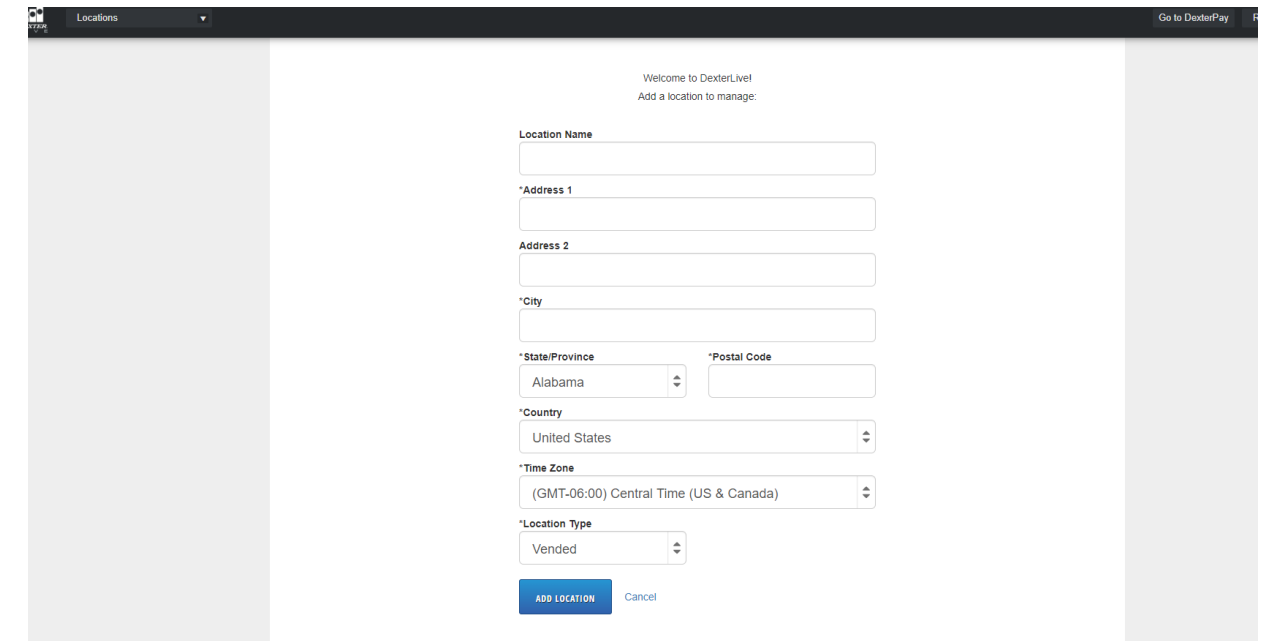 Locations
Go to DexterPay
Welcome to DexterLive!
Add a location to manage:
Location Name
*Address 1
Address 2
*City
*State/Province *Postal Code
Alabama
*Country
United States
*Time Zone
(GMT-06:00) Central Time (US & Canada)
*Location Type
Vended
ADD LOCATION Cancel